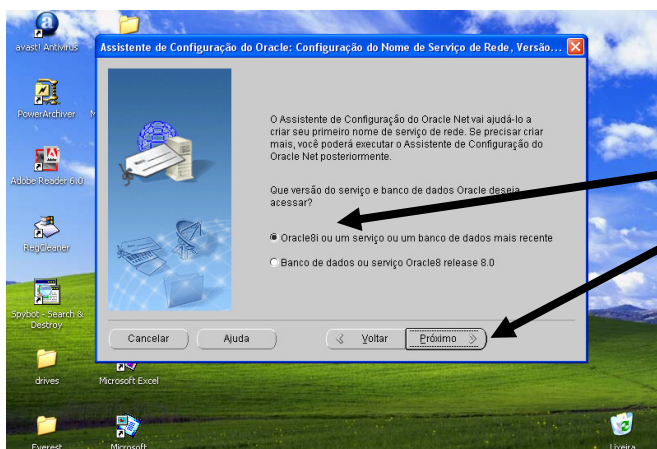 avast! Antivirus
Assistente de Configuração do Oracle: Configuração do Nome de Serviço de Rede, Versão...
PowerArchiver
M
O Assistente de Configuração do Oracle Net vai ajudá-lo a
criar seu primeiro nome de serviço de rede. Se precisar criar
mais, você poderá executar o Assistente de Configuração do
Oracle Net posteriormente.
Adobe Reader 6.0
Que versão do serviço e banco de dados Oracle deseja
acessar?
RegCleaner
Oracle8i ou um serviço ou um banco de dados mais recente
Banco de dados ou serviço Oracle8 release 8.0
Spybot - Search &
Destroy
Cancelar
Ajuda
Voltar
Próximo
drives
Microsoft Excel
Everest
Microsoft
Lixeira